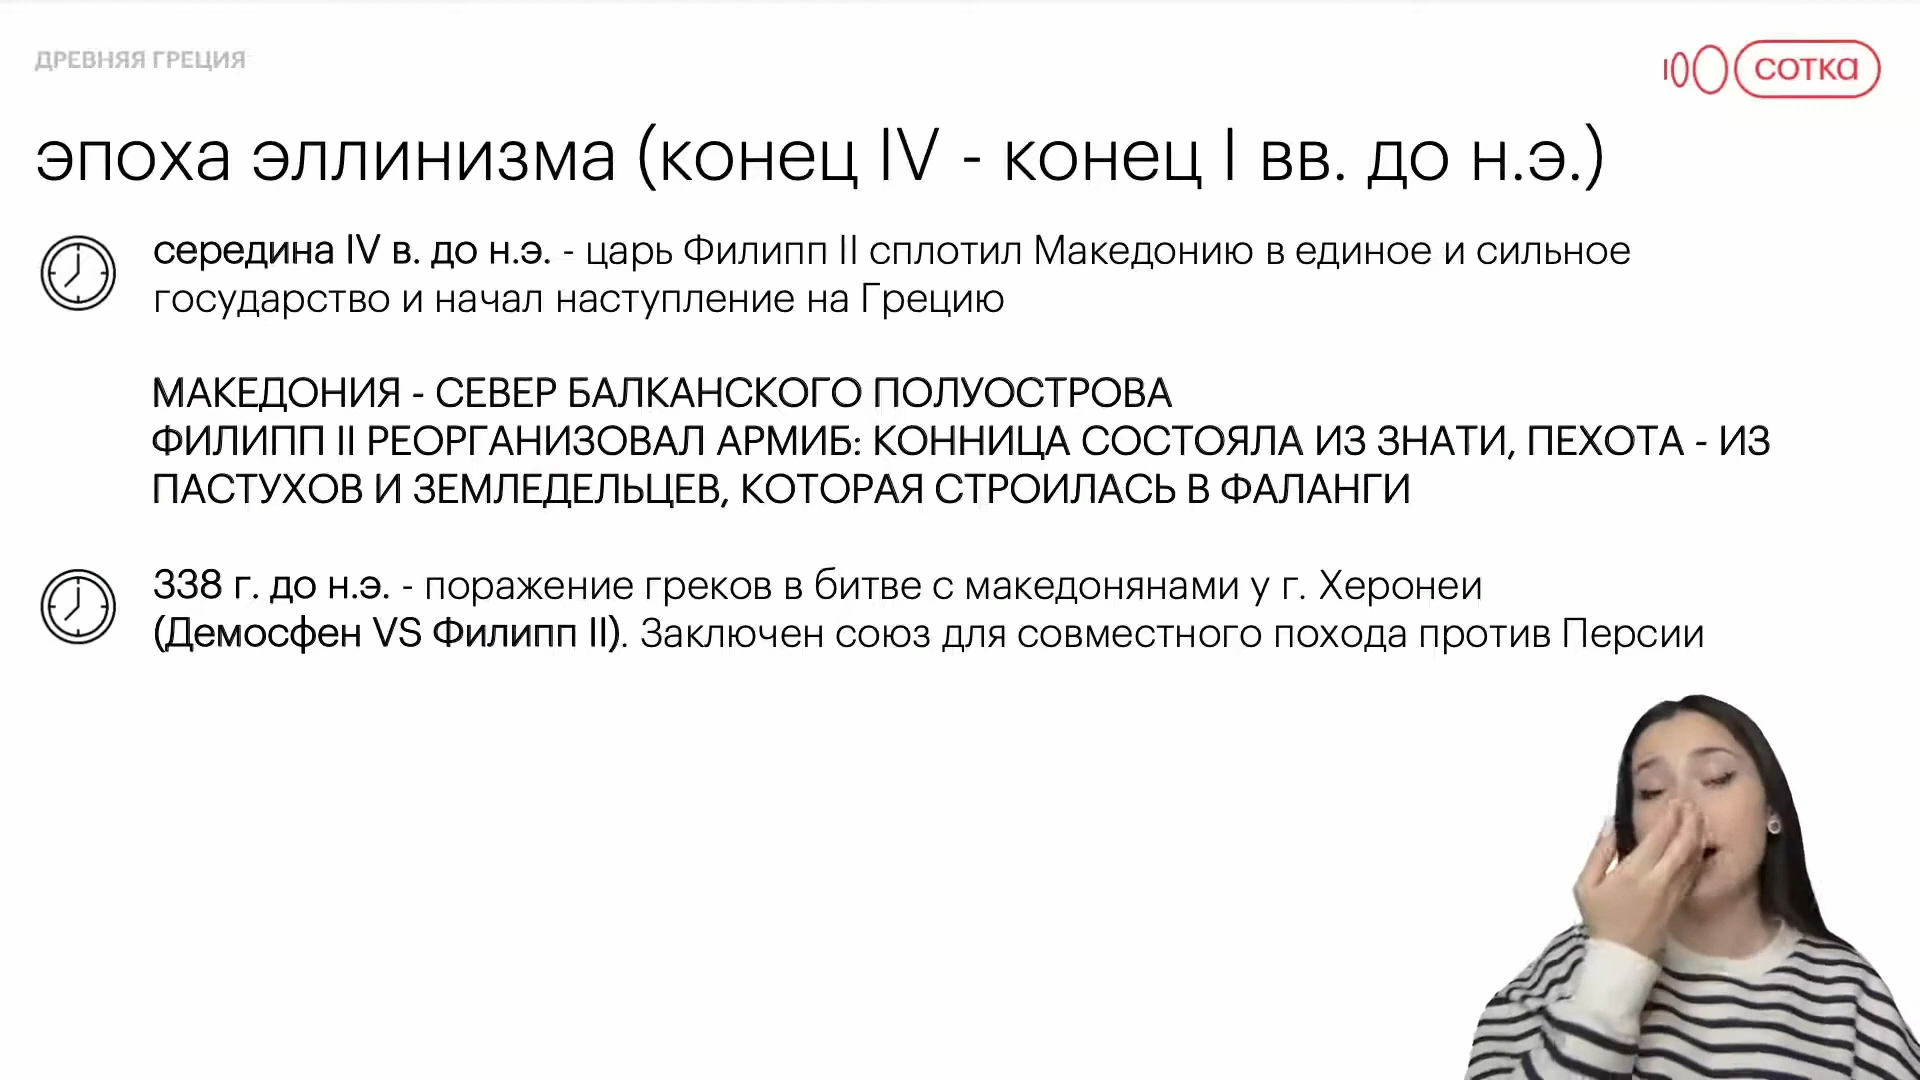 ДРЕВНЯЯ ГРЕЦИЯ
100 сотка
эпоха эллинизма (конец IV - конец I вв. до н.э.)
середина IV в. до н.э. - царь Филипп II сплотил Македонию в единое и сильное
государство и начал наступление на Грецию
МАКЕДОНИЯ - СЕВЕР БАЛКАНСКОГО ПОЛУОСТРОВА
ФИЛИПП II РЕОРГАНИЗОВАЛ АРМИБ: КОННИЦА СОСТОЯЛА ИЗ ЗНАТИ, ПЕХОТА - ИЗ
ПАСТУХОВ И ЗЕМЛЕДЕЛЬЦЕВ, КОТОРАЯ СТРОИЛАСЬ В ФАЛАНГИ
338 г. до н.э. - поражение греков в битве с македонянами у г. Херонеи
(Демосфен VS Филипп II). Заключен союз для совместного похода против Персии